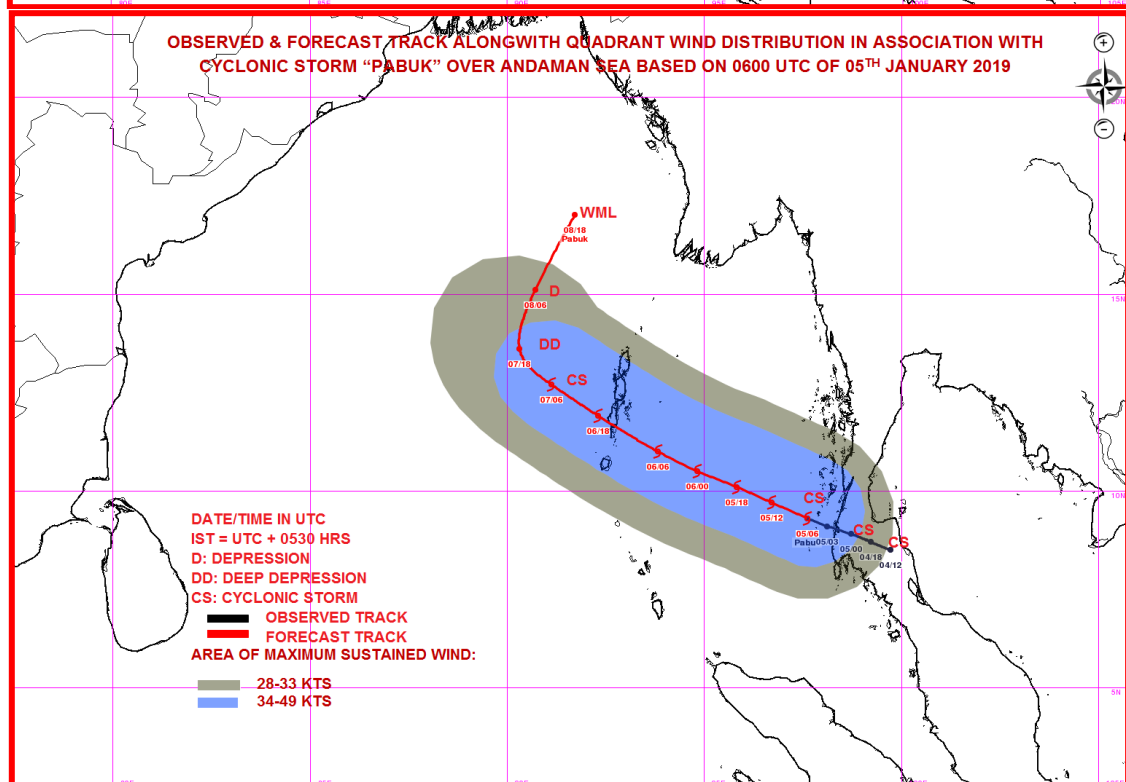 OBSERVED & FORECAST TRACK ALONGWITH QUADRANT WIND DISTRIBUTION IN ASSOCIATION WITH
CYCLONIC STORM “PABUK” OVER ANDAMAN SEA BASED ON 0600 UTC OF 05TH JANUARY 2019
20N
WML
08/18
Pabuk
D
15N
08/06
DD
07/18
CS
07/06
06/18
06/06
06/00
10N
05/18
CS
05/12
05/06
Pabu05/03
CS
05/00
CS
04/18
04/12
DATE/TIME IN UTC
IST = UTC + 0530 HRS
D: DEPRESSION
DD: DEEP DEPRESSION
CS: CYCLONIC STORM
OBSERVED TRACK
FORECAST TRACK
AREA OF MAXIMUM SUSTAINED WIND:
28-33 KTS
34-49 KTS
5N